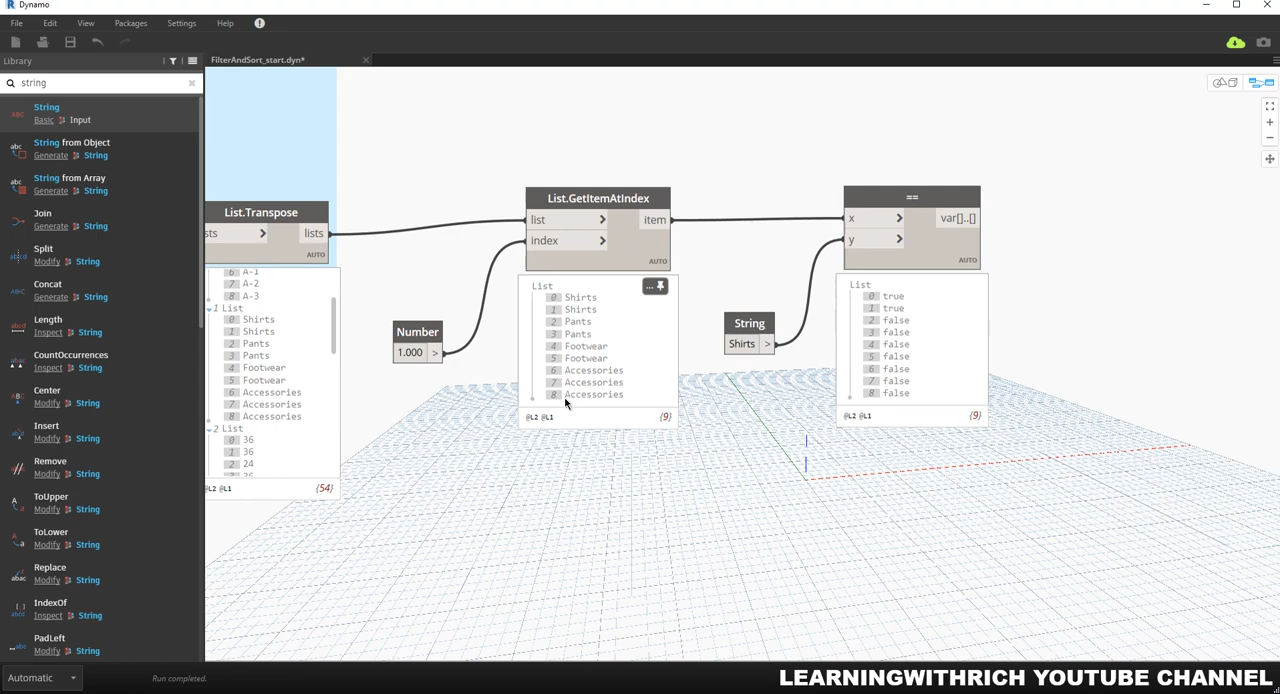 Dynamo
File Edit View Packages Settings Help
Library
FilterAndSort_start.dyn*
string
String
Basic Input
String from Object
Generate String
String from Array
Generate String
Join
Generate String
Split
Modify String
Concat
Generate String
Length
Inspect String
CountOccurrences
Inspect String
Center
Modify String
Insert
Modify String
Remove
Modify String
ToUpper
Modify String
ToLower
Modify String
Replace
Modify String
IndexOf
Inspect String
PadLeft
Modify String
List.Transpose
sts > lists
AUTO
6 A-1
7 A-2
8 A-3
1 List
0 Shirts
1 Shirts
2 Pants
3 Pants
4 Footwear
5 Footwear
6 Accessories
7 Accessories
8 Accessories
2 List
0 36
1 36
2 24
@L2 @L1 {54}
Number
1.000 >
List.GetItemAtIndex
list > item
index >
AUTO
List
0 Shirts
1 Shirts
2 Pants
3 Pants
4 Footwear
5 Footwear
6 Accessories
7 Accessories
8 Accessories
@L2 @L1 {9}
String
Shirts >
==
x > var[]..[]
y >
AUTO
List
0 true
1 true
2 false
3 false
4 false
5 false
6 false
7 false
8 false
@L2 @L1 {9}
Automatic
Run completed.
LEARNINGWITHRICH YOUTUBE CHANNEL